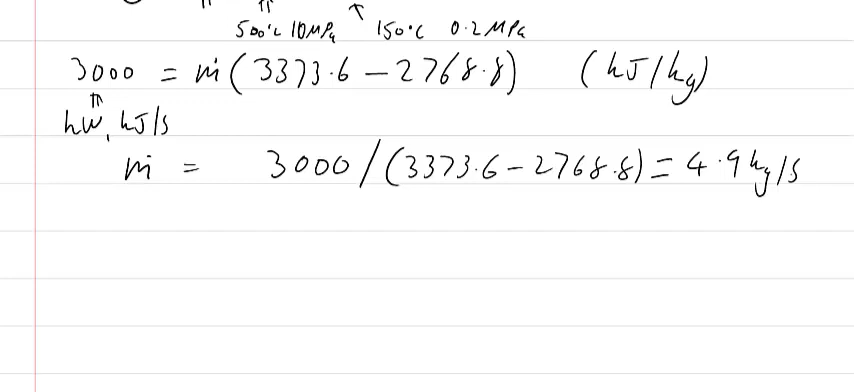 500°C 10MPa 150°C 0.2MPa
3000 = ṁ(3373.6 - 2768.8) (kJ/kg)
kW, kJ/s
ṁ = 3000/(3373.6 - 2768.8) = 4.9 kg/s